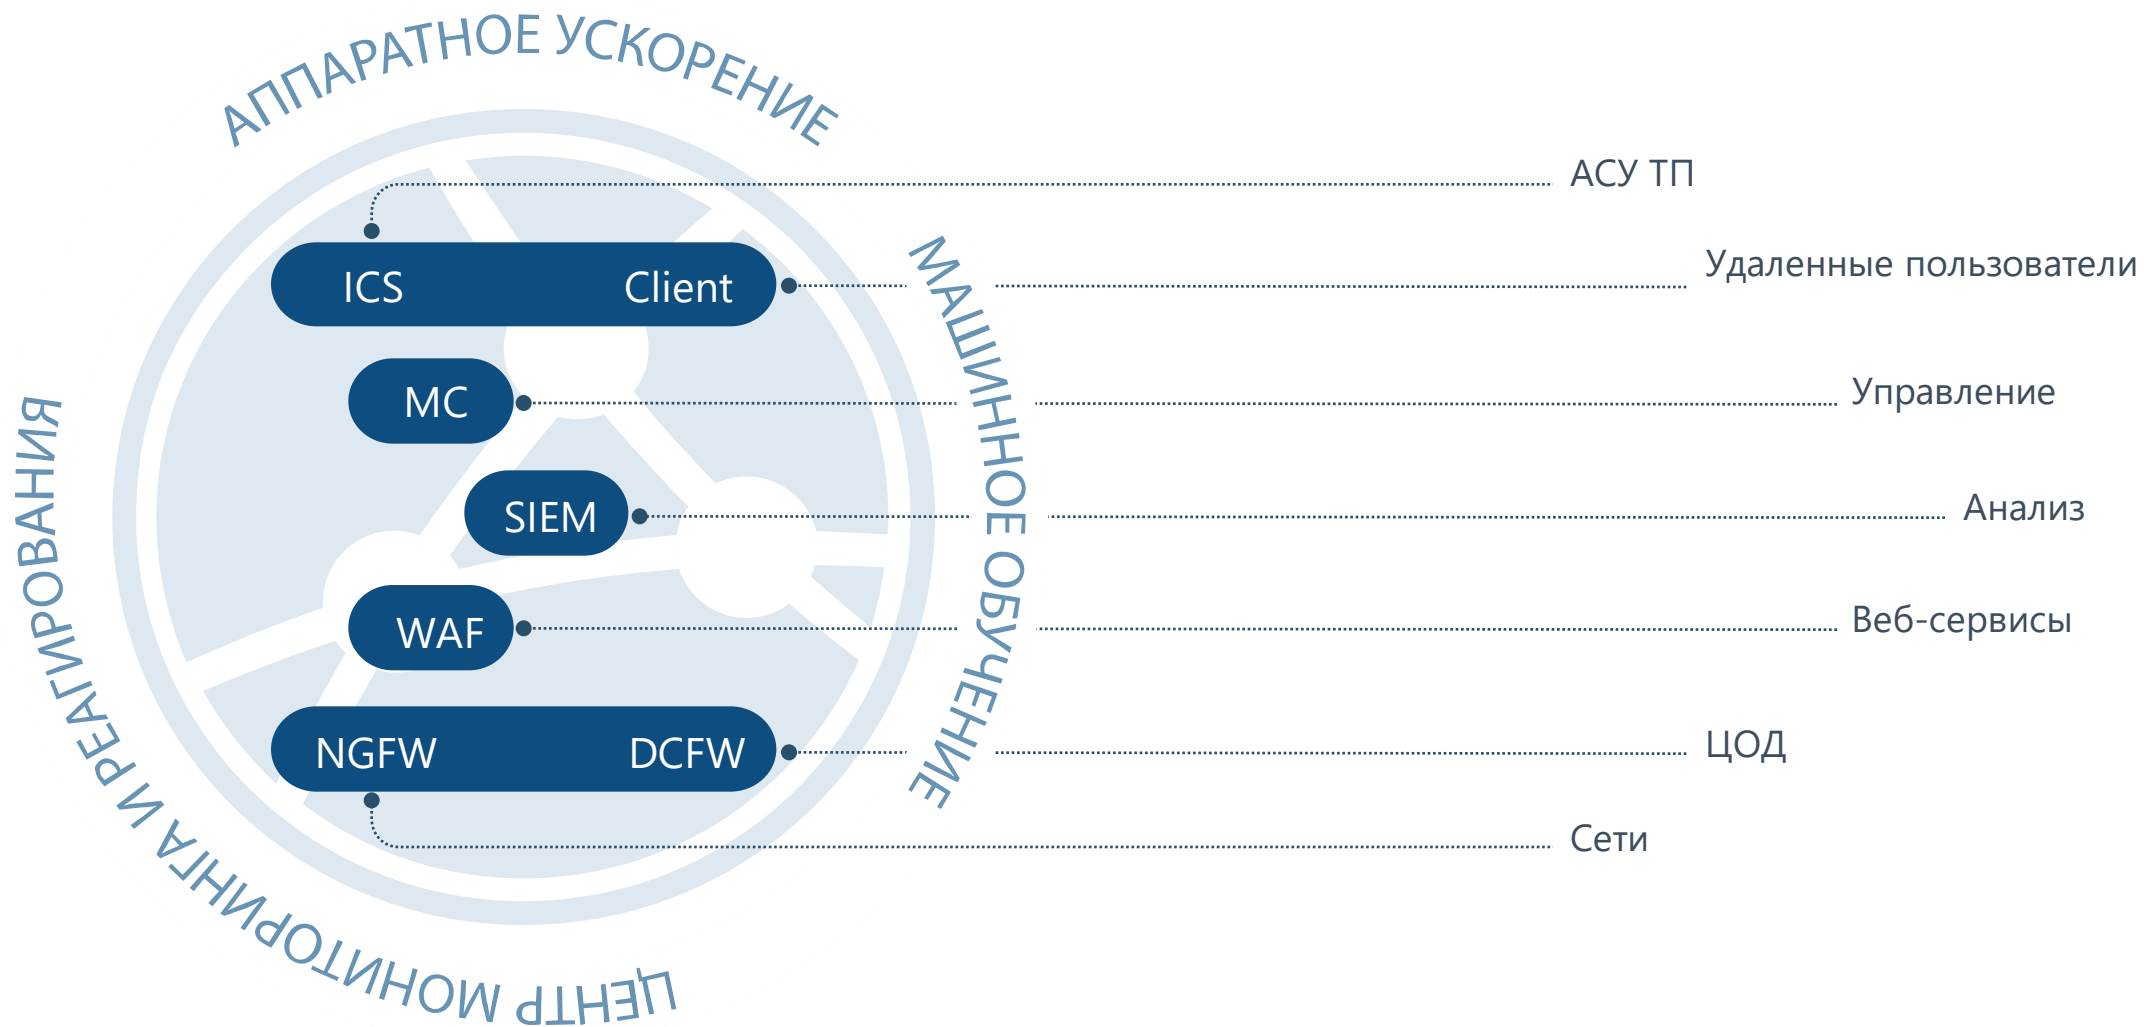 АППАРАТНОЕ УСКОРЕНИЕ
АСУ ТП
ICS Client
Удаленные пользователи
МАШИННОЕ ОБУЧЕНИЕ
MC
Управление
SIEM
Анализ
WAF
Веб-сервисы
NGFW DCFW
ЦОД
Сети
ЦЕНТР МОНИТОРИНГА И РЕАГИРОВАНИЯ